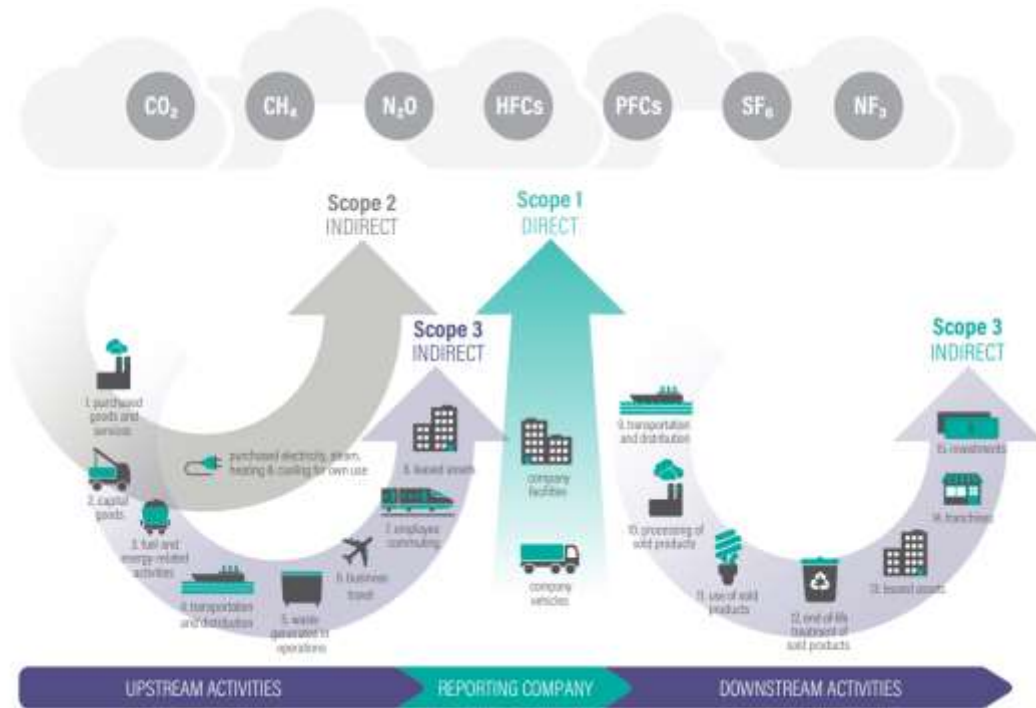 CO₂ CH₄ N₂O HFCs PFCs SF₆ NF₃
Scope 2
INDIRECT
Scope 1
DIRECT
Scope 3
INDIRECT
Scope 3
INDIRECT
1. purchased
goods and
services
2. capital
goods
3. fuel and
energy-related
activities
purchased electricity, steam,
heating & cooling for own use
4. transportation
and distribution
5. waste
generated in
operations
6. business
travel
7. employee
commuting
8. leased assets
company
facilities
company
vehicles
9. transportation
and distribution
10. processing of
sold products
11. use of sold
products
12. end-of-life
treatment of
sold products
13. leased assets
14. franchises
15. investments
UPSTREAM ACTIVITIES
REPORTING COMPANY
DOWNSTREAM ACTIVITIES